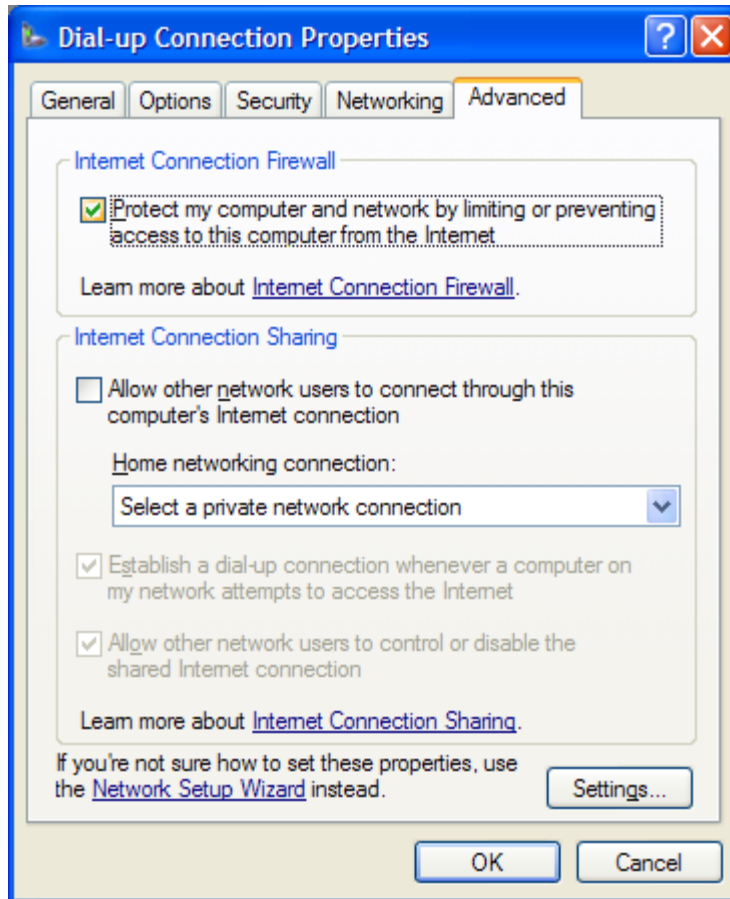 Dial-up Connection Properties
General Options Security Networking Advanced
Internet Connection Firewall
Protect my computer and network by limiting or preventing
access to this computer from the Internet
Learn more about Internet Connection Firewall.
Internet Connection Sharing
Allow other network users to connect through this
computer's Internet connection
Home networking connection:
Select a private network connection
Establish a dial-up connection whenever a computer on
my network attempts to access the Internet
Allow other network users to control or disable the
shared Internet connection
Learn more about Internet Connection Sharing.
If you're not sure how to set these properties, use
the Network Setup Wizard instead.
Settings...
OK Cancel